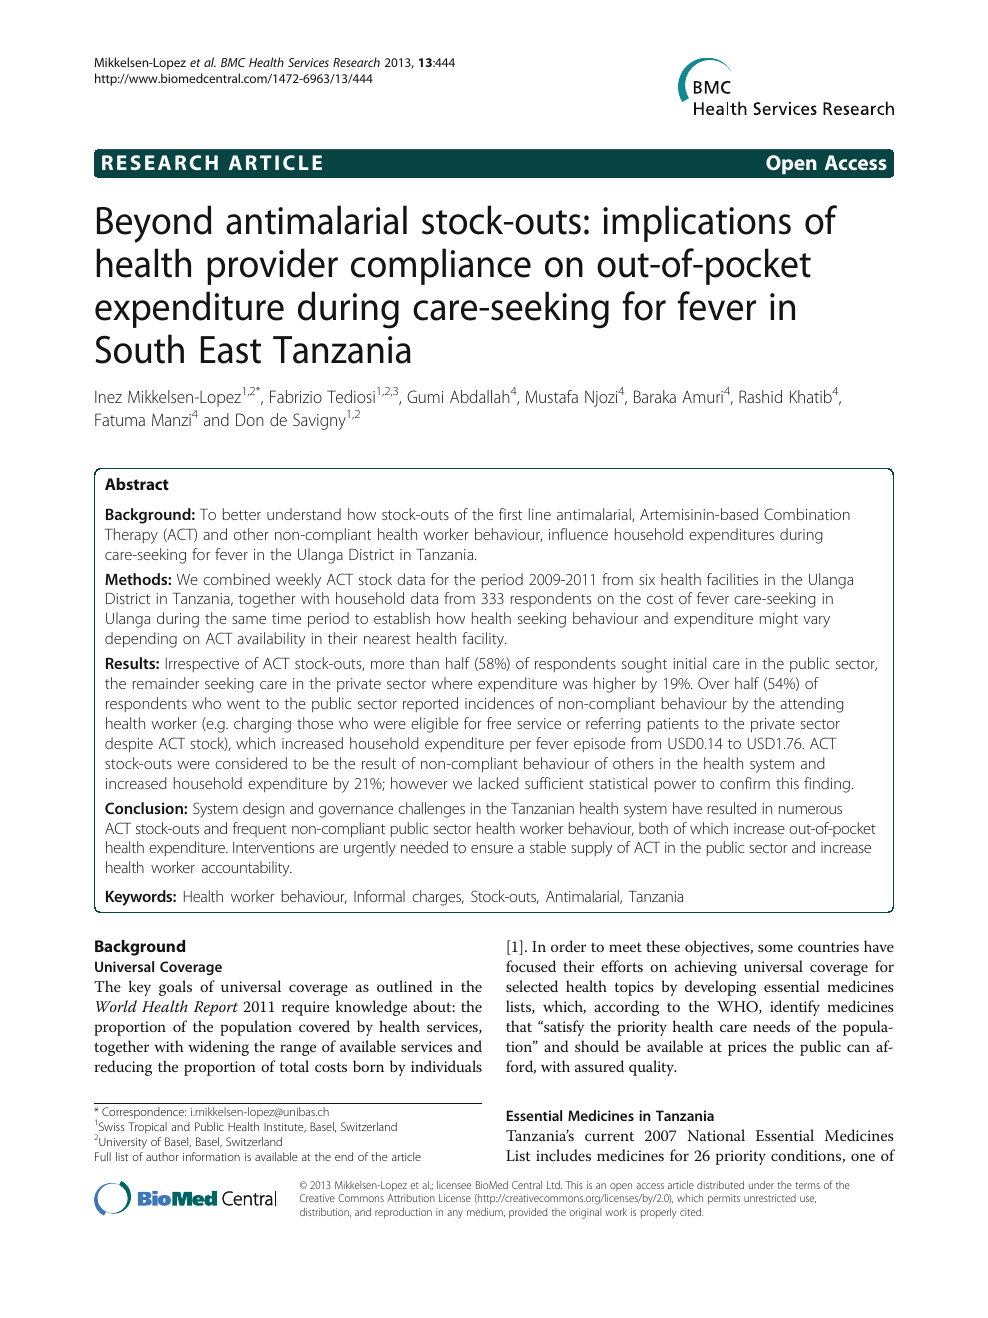 Mikkelsen-Lopez et al. BMC Health Services Research 2013, 13:444
http://www.biomedcentral.com/1472-6963/13/444
BMC
Health Services Research
RESEARCH ARTICLE
Open Access
Beyond antimalarial stock-outs: implications of
health provider compliance on out-of-pocket
expenditure during care-seeking for fever in
South East Tanzania
Inez Mikkelsen-Lopez1,2*, Fabrizio Tediosi1,2,3, Gumi Abdallah4, Mustafa Njozi4, Baraka Amuri4, Rashid Khatib4,
Fatuma Manzi4 and Don de Savigny1,2
Abstract
Background: To better understand how stock-outs of the first line antimalarial, Artemisinin-based Combination
Therapy (ACT) and other non-compliant health worker behaviour, influence household expenditures during
care-seeking for fever in the Ulanga District in Tanzania.
Methods: We combined weekly ACT stock data for the period 2009-2011 from six health facilities in the Ulanga
District in Tanzania, together with household data from 333 respondents on the cost of fever care-seeking in
Ulanga during the same time period to establish how health seeking behaviour and expenditure might vary
depending on ACT availability in their nearest health facility.
Results: Irrespective of ACT stock-outs, more than half (58%) of respondents sought initial care in the public sector,
the remainder seeking care in the private sector where expenditure was higher by 19%. Over half (54%) of
respondents who went to the public sector reported incidences of non-compliant behaviour by the attending
health worker (e.g. charging those who were eligible for free service or referring patients to the private sector
despite ACT stock), which increased household expenditure per fever episode from USD0.14 to USD1.76. ACT
stock-outs were considered to be the result of non-compliant behaviour of others in the health system and
increased household expenditure by 21%; however we lacked sufficient statistical power to confirm this finding.
Conclusion: System design and governance challenges in the Tanzanian health system have resulted in numerous
ACT stock-outs and frequent non-compliant public sector health worker behaviour, both of which increase out-of-pocket
health expenditure. Interventions are urgently needed to ensure a stable supply of ACT in the public sector and increase
health worker accountability.
Keywords: Health worker behaviour, Informal charges, Stock-outs, Antimalarial, Tanzania
Background
Universal Coverage
The key goals of universal coverage as outlined in the
World Health Report 2011 require knowledge about: the
proportion of the population covered by health services,
together with widening the range of available services and
reducing the proportion of total costs born by individuals
[1]. In order to meet these objectives, some countries have
focused their efforts on achieving universal coverage for
selected health topics by developing essential medicines
lists, which, according to the WHO, identify medicines
that “satisfy the priority health care needs of the popula-
tion” and should be available at prices the public can af-
ford, with assured quality.
Essential Medicines in Tanzania
Tanzania’s current 2007 National Essential Medicines
List includes medicines for 26 priority conditions, one of
* Correspondence: i.mikkelsen-lopez@unibas.ch
1Swiss Tropical and Public Health Institute, Basel, Switzerland
2University of Basel, Basel, Switzerland
Full list of author information is available at the end of the article
BioMed Central
© 2013 Mikkelsen-Lopez et al.; licensee BioMed Central Ltd. This is an open access article distributed under the terms of the
Creative Commons Attribution License (http://creativecommons.org/licenses/by/2.0), which permits unrestricted use,
distribution, and reproduction in any medium, provided the original work is properly cited.